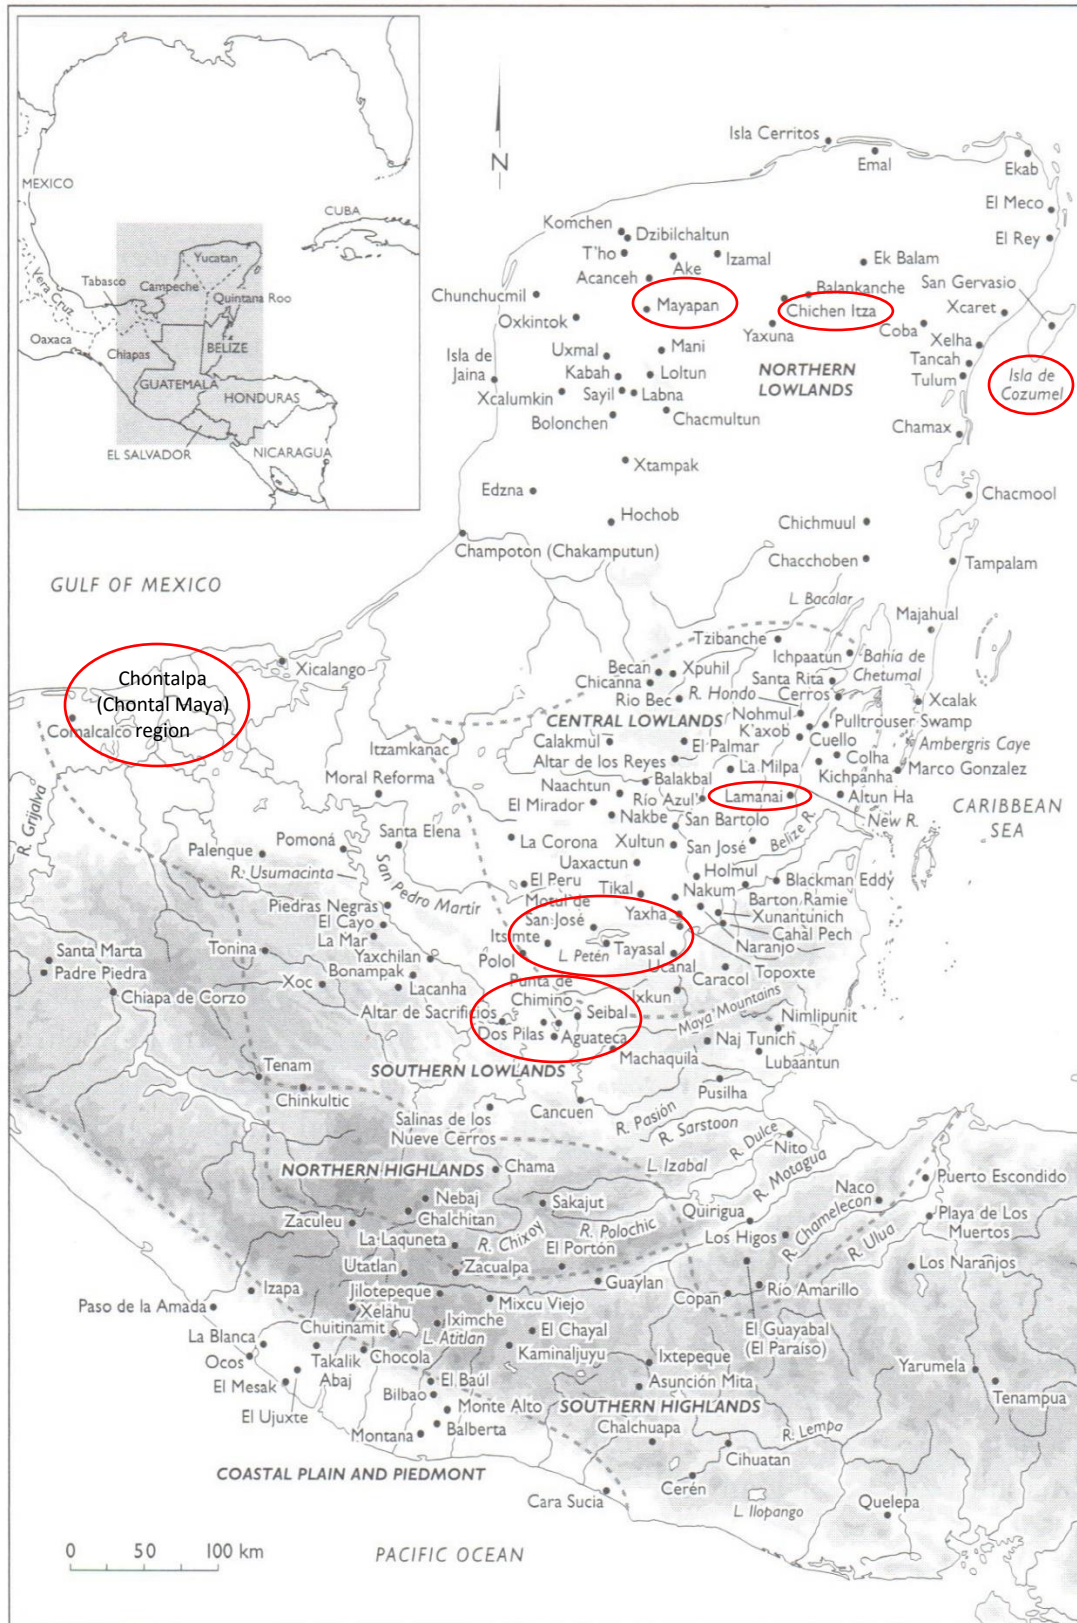 MEXICO
CUBA
Yucatan
Tabasco
Campeche
Vera Cruz
Quintana Roo
Oaxaca
Chiapas
BELIZE
GUATEMALA
HONDURAS
EL SALVADOR
NICARAGUA
N
Isla Cerritos
Emal
Ekab
El Meco
El Rey
Komchen
Dzibilchaltun
T'ho
Ake
Izamal
Ek Balam
San Gervasio
Acanceh
Balankanche
Chunchucmil
Mayapan
Chichen Itza
Xcaret
Oxkintok
Yaxuna
Coba
Xelha
Uxmal
Mani
Isla de
Jaina
Kabah
Loltun
NORTHERN
LOWLANDS
Tancah
Tulum
Isla de
Cozumel
Xcalumkin
Sayil
Labna
Bolonchen
Chacmultun
Chamax
Xtampak
Edzna
Chacmool
Hochob
Chichmuul
Champoton (Chakamputun)
Chacchoben
Tampalam
GULF OF MEXICO
L. Bacalar
Majahual
Tzibanche
Xicalango
Ichpaatun
Bahia de
Chetumal
Becan
Xpuhil
Chicanna
Santa Rita
Chontalpa
(Chontal Maya)
region
Rio Bec
R. Hondo
Cerros
Xcalak
Comalcalco
CENTRAL LOWLANDS
Nohmul
Pulltrouser Swamp
K'axob
Itzamkanac
Calakmul
El Palmar
Cuello
Ambergris Caye
Altar de los Reyes
Colha
La Milpa
Kichpanha
Marco Gonzalez
Moral Reforma
Balakbal
Naachtun
Río Azul
Lamanai
Altun Ha
CARIBBEAN
SEA
El Mirador
R. Grijalva
Nakbe
San Bartolo
New R.
Belize R.
Santa Elena
Pomoná
La Corona
Xultun
San José
Palenque
Uaxactun
R. Usumacinta
San Pedro Martir
El Peru
Holmul
Blackman Eddy
Tikal
Nakum
Barton Ramie
Motul de
San José
Piedras Negras
Yaxha
Xunantunich
El Cayo
Cahal Pech
La Mar
Itsimte
Naranjo
Santa Marta
Tonina
Yaxchilan
Polol
L. Petén
Tayasal
Padre Piedra
Bonampak
Ucanal
Topoxte
Xoc
Lacanha
Caracol
Chiapa de Corzo
Punta de
Chimino
Ixkun
Maya Mountains
Altar de Sacrificios
Seibal
Nimlipunit
Dos Pilas
Aguateca
Naj Tunich
Machaquila
Lubaantun
SOUTHERN LOWLANDS
Tenam
Pusilha
Chinkultic
Cancuen
R. Pasión
Salinas de los
Nueve Cerros
R. Sarstoon
R. Dulce
Nito
NORTHERN HIGHLANDS
L. Izabal
Chama
R. Motagua
Puerto Escondido
Nebaj
Sakajut
Naco
Zaculeu
Chalchitan
Quirigua
R. Chamelecon
Playa de Los
Muertos
R. Polochic
La Laquneta
R. Chixoy
Los Higos
R. Ulua
El Portón
Utatlan
Zacualpa
Los Naranjos
Guaylan
Izapa
Jilotepeque
Rio Amarillo
Paso de la Amada
Mixcu Viejo
Copan
Xelahu
Iximche
Chuitinamit
L. Atitlan
El Chayal
El Guayabal
(El Paraíso)
La Blanca
Kaminaljuyu
Ocos
Takalik
Abaj
Chocola
Ixtepeque
Yarumela
El Mesak
El Baúl
Asunción Mita
Bilbao
Tenampua
El Ujuxte
Monte Alto
SOUTHERN HIGHLANDS
Montana
Balberta
Chalchuapa
R. Lempa
Cihuatan
COASTAL PLAIN AND PIEDMONT
Cerén
Cara Sucia
L. Ilopango
Quelepa
0 50 100 km
PACIFIC OCEAN